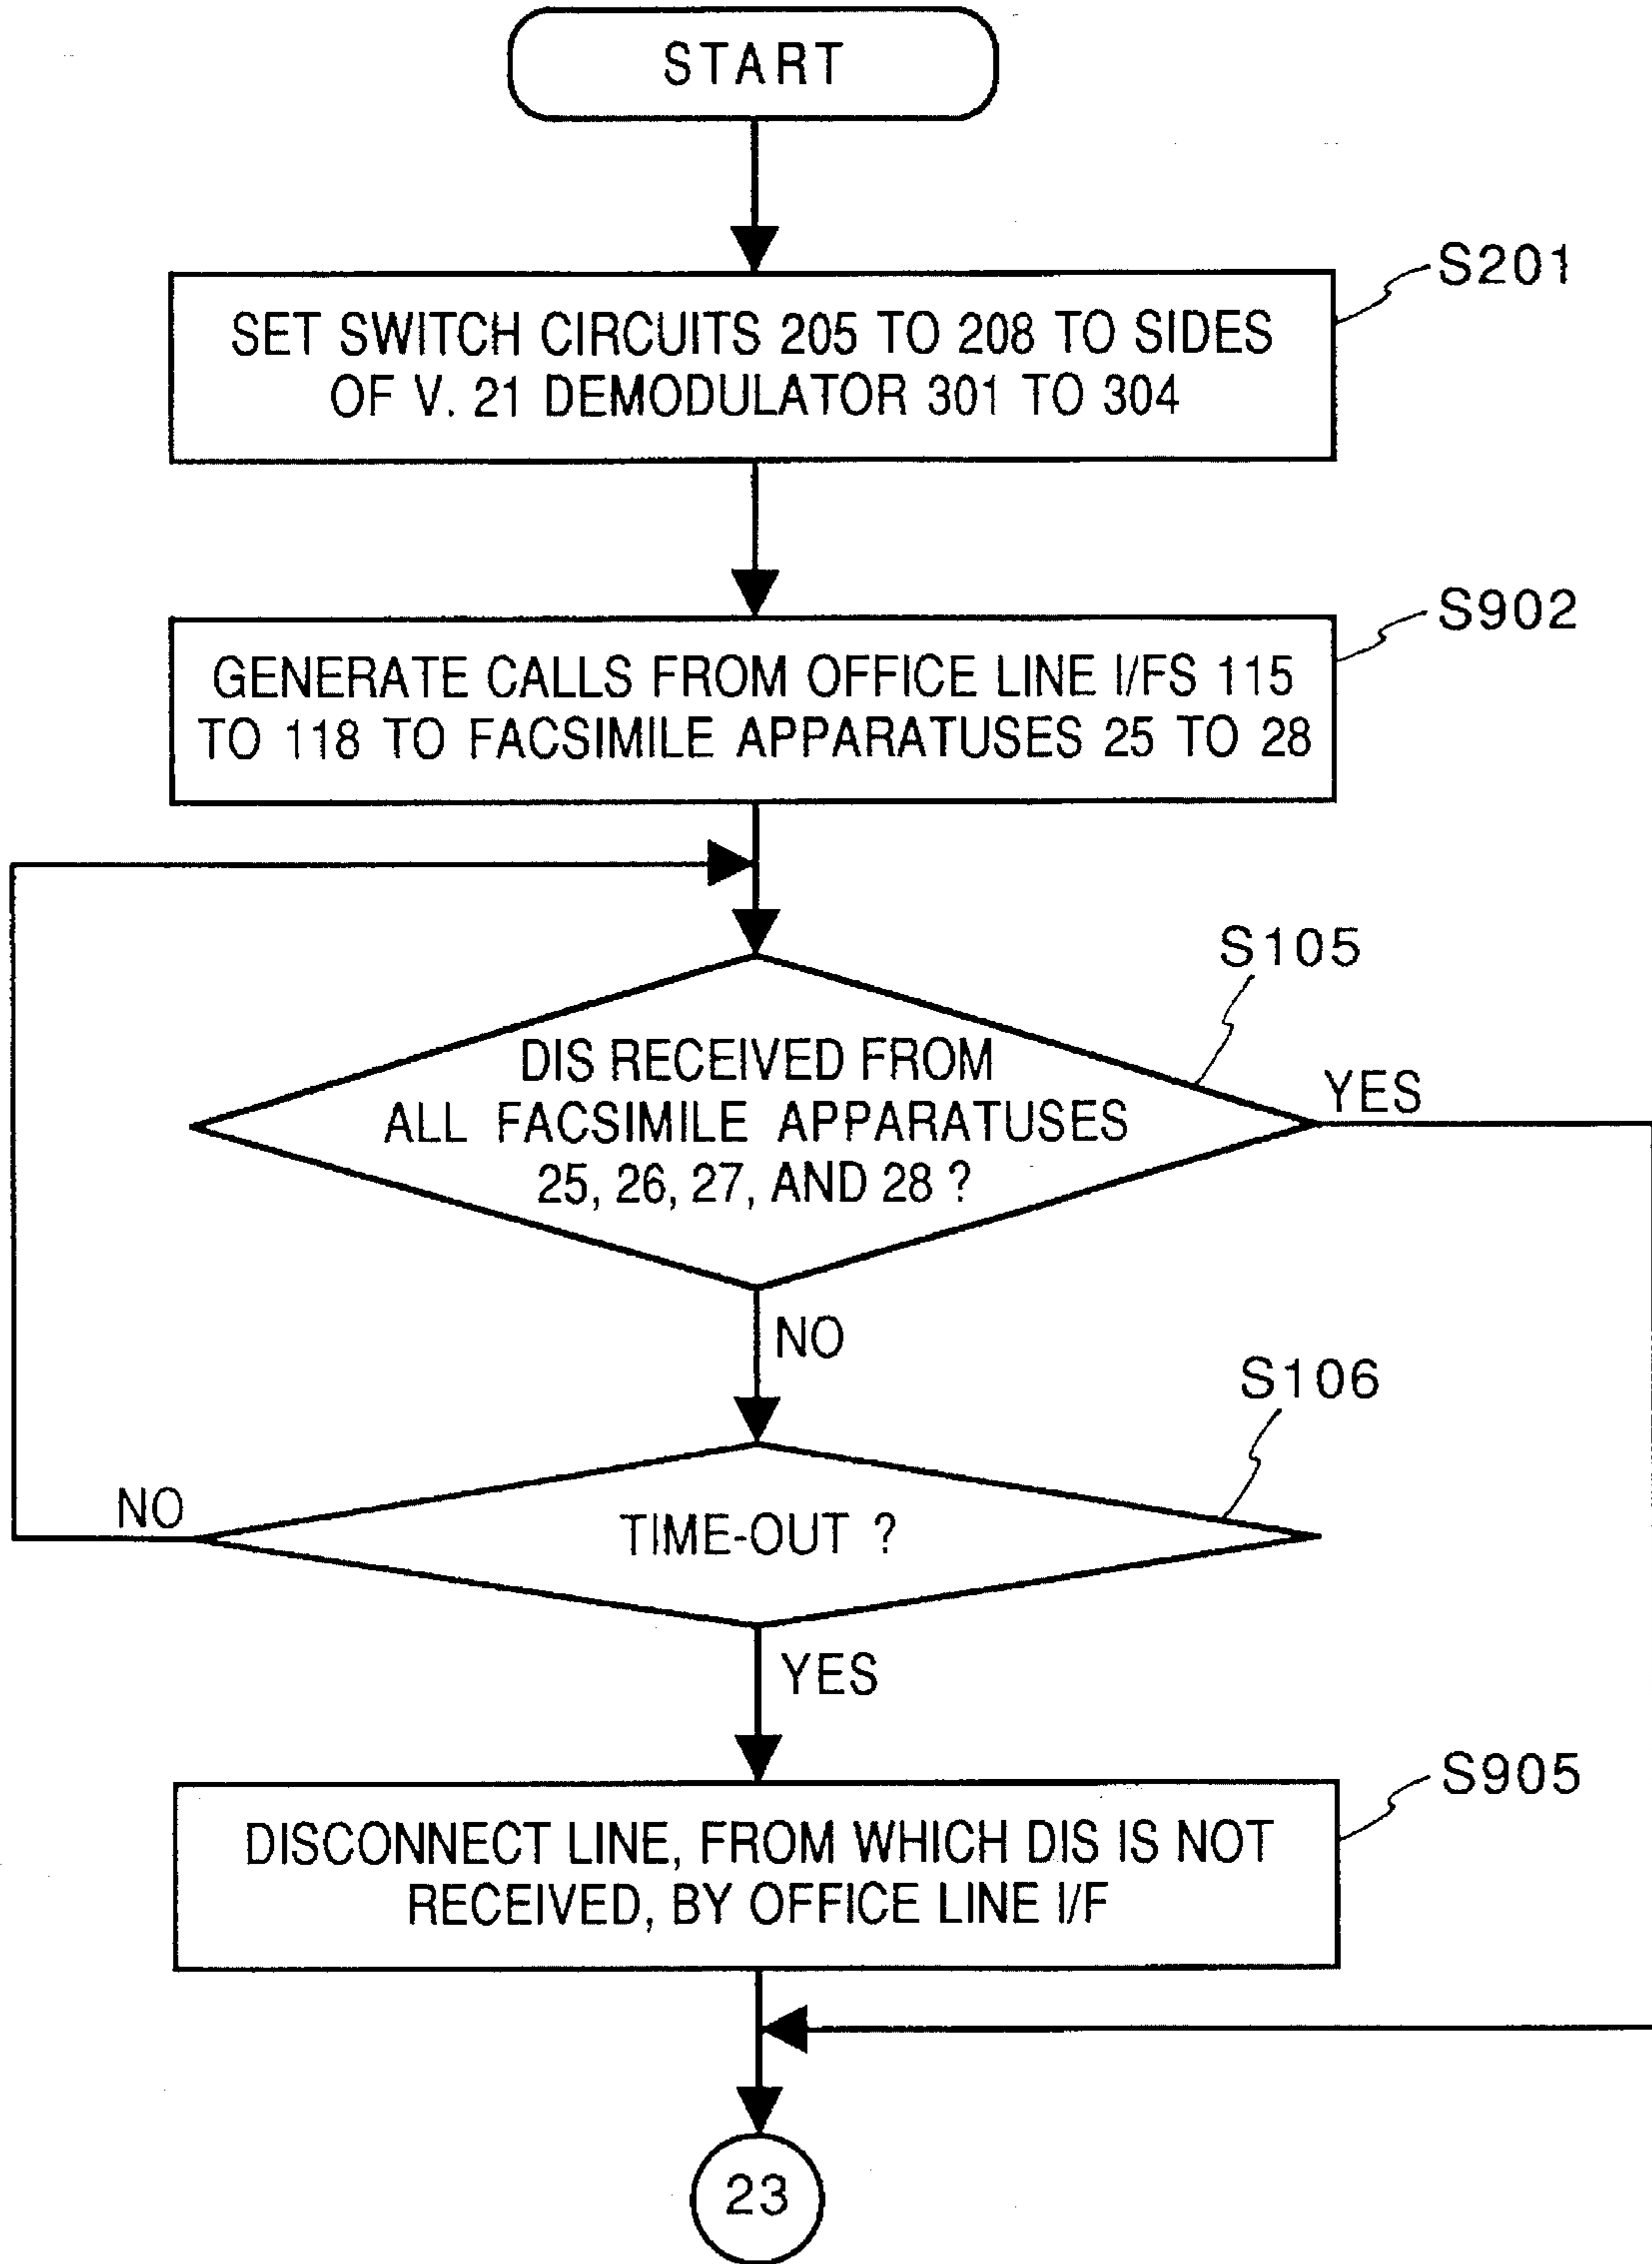 START
S201
SET SWITCH CIRCUITS 205 TO 208 TO SIDES
OF V. 21 DEMODULATOR 301 TO 304
S902
GENERATE CALLS FROM OFFICE LINE I/FS 115
TO 118 TO FACSIMILE APPARATUSES 25 TO 28
S105
DIS RECEIVED FROM
ALL FACSIMILE APPARATUSES
25, 26, 27, AND 28 ?
YES
NO
S106
TIME-OUT ?
NO
YES
S905
DISCONNECT LINE, FROM WHICH DIS IS NOT
RECEIVED, BY OFFICE LINE I/F
23